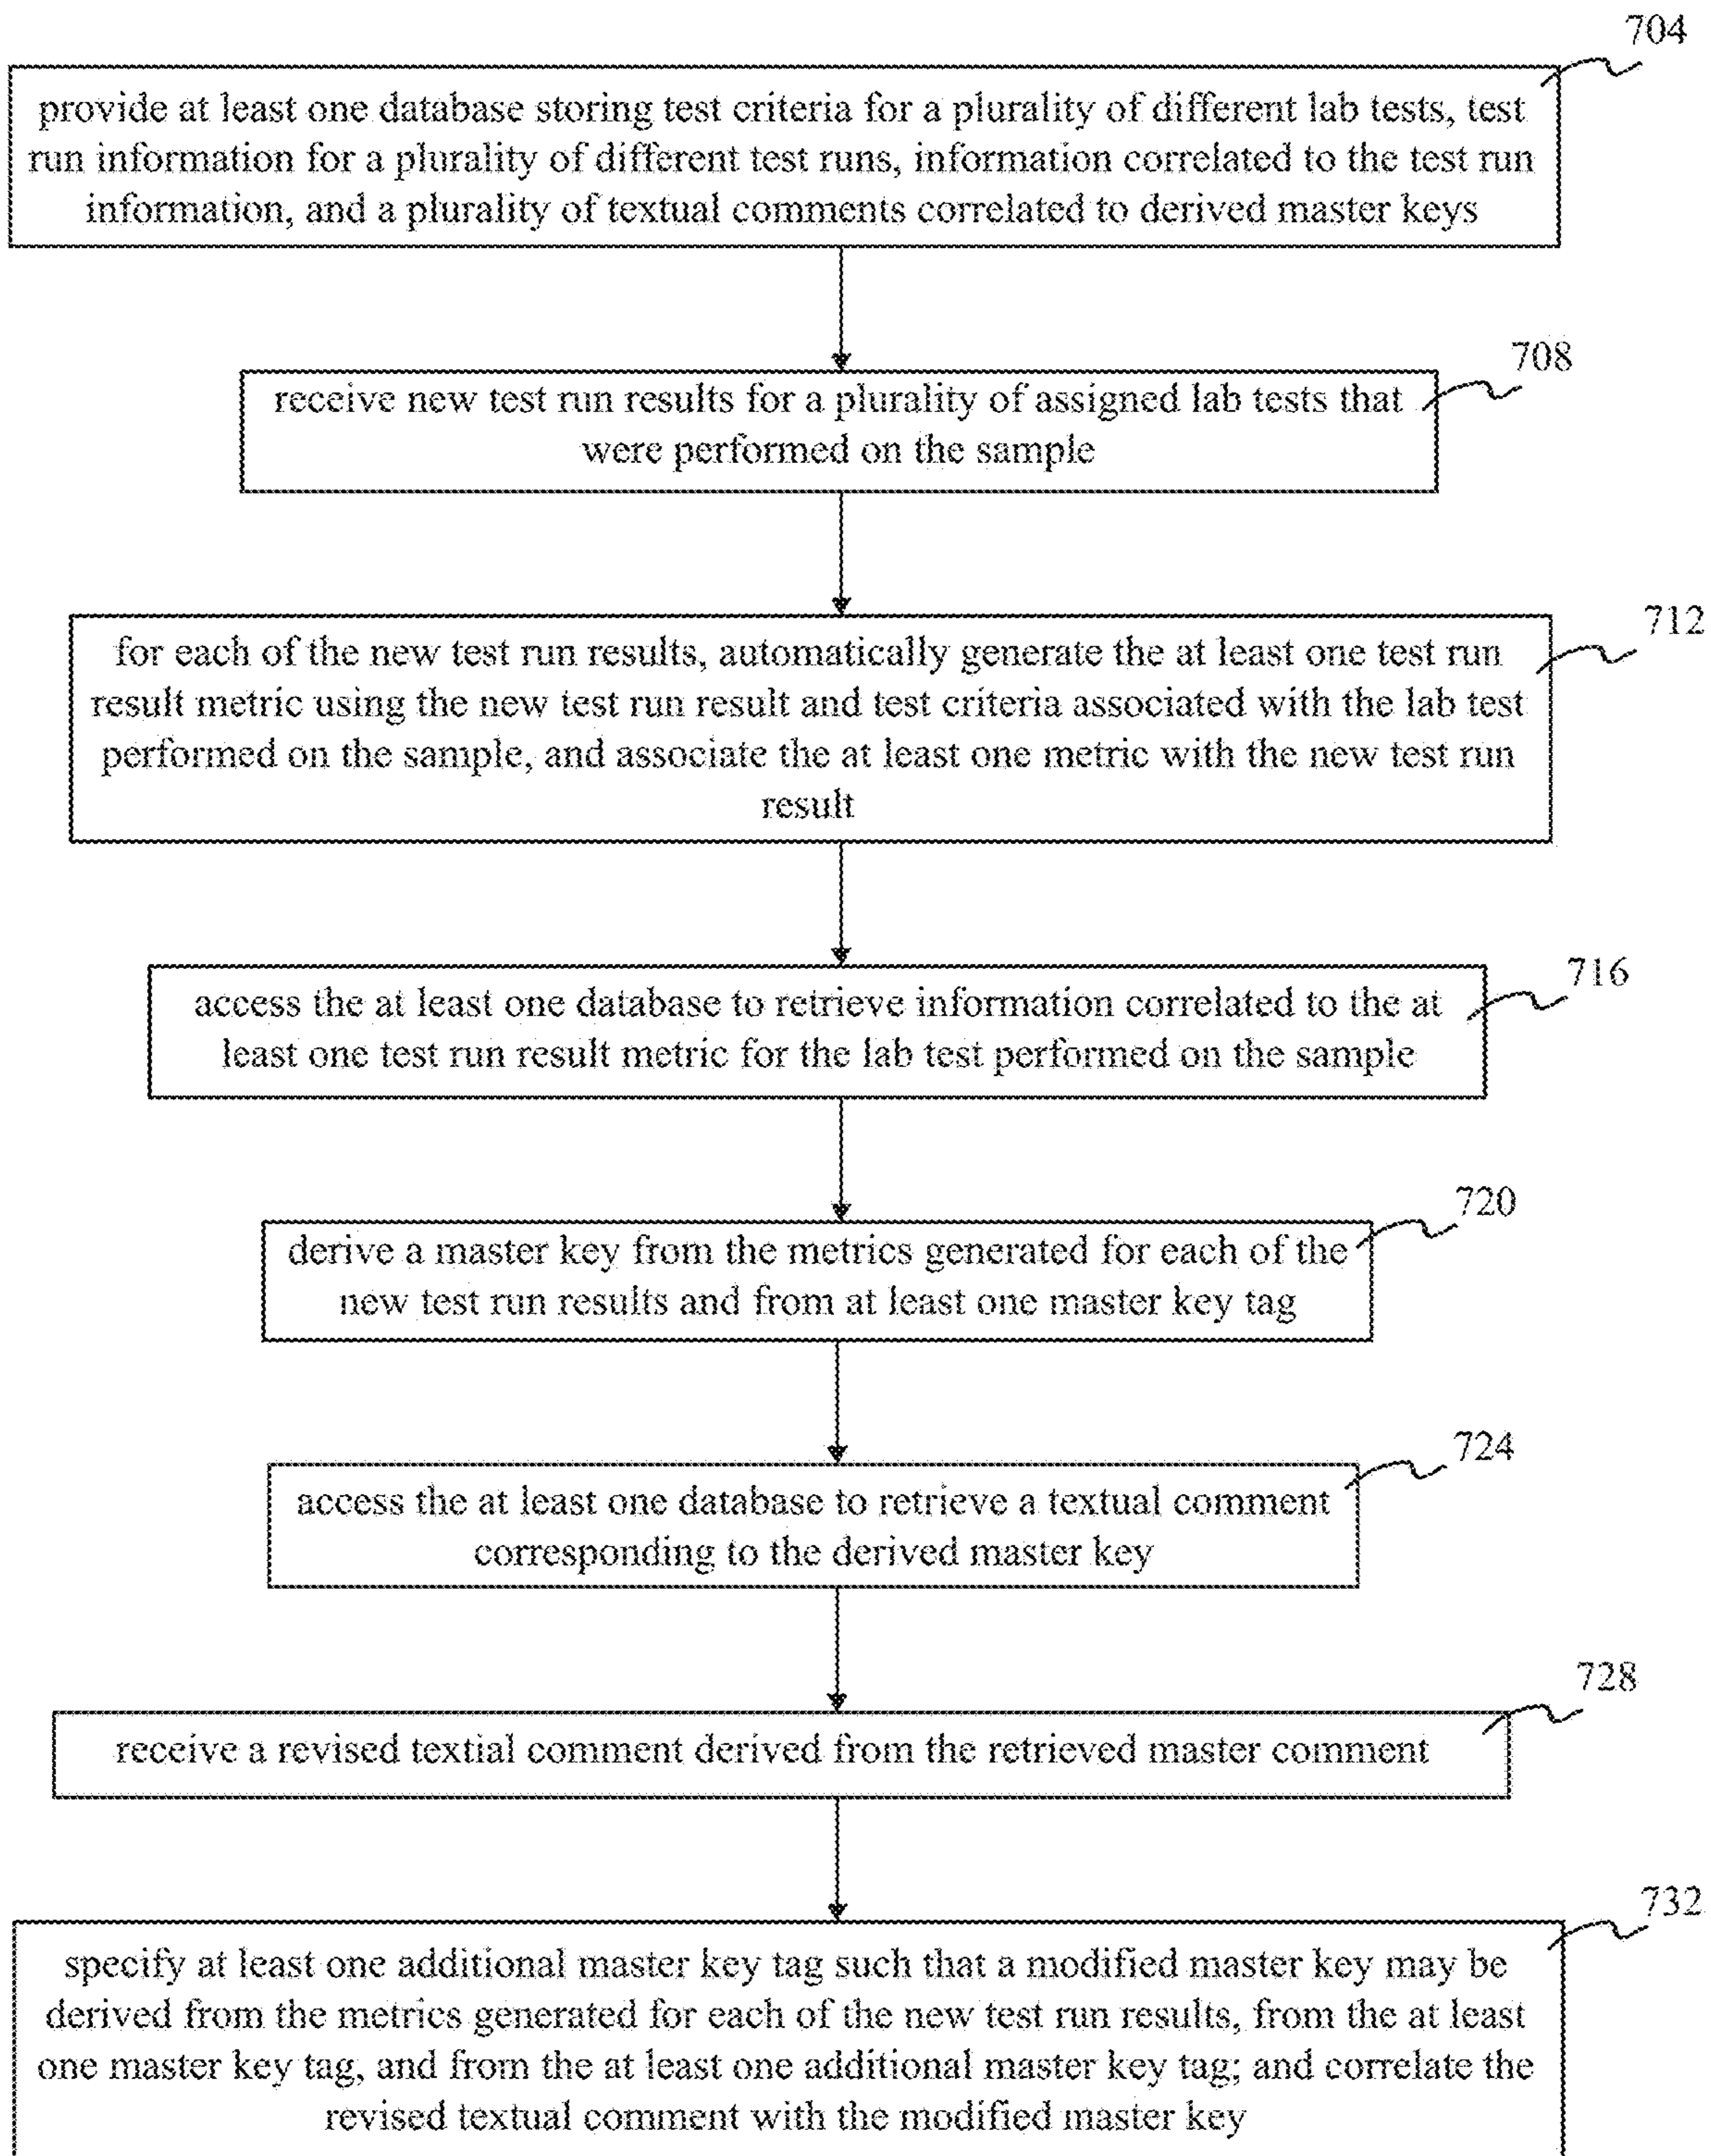 704
provide at least one database storing test criteria for a plurality of different lab tests, test
run information for a plurality of different test runs, information correlated to the test run
information, and a plurality of textual comments correlated to derived master keys
708
receive new test run results for a plurality of assigned lab tests that
were performed on the sample
712
for each of the new test run results, automatically generate the at least one test run
result metric using the new test run result and test criteria associated with the lab test
performed on the sample, and associate the at least one metric with the new test run
result
716
access the at least one database to retrieve information correlated to the at
least one test run result metric for the lab test performed on the sample
720
derive a master key from the metrics generated for each of the
new test run results and from at least one master key tag
724
access the at least one database to retrieve a textual comment
corresponding to the derived master key
728
receive a revised textial comment derived from the retrieved master comment
732
specify at least one additional master key tag such that a modified master key may be
derived from the metrics generated for each of the new test run results, from the at least
one master key tag, and from the at least one additional master key tag; and correlate the
revised textual comment with the modified master key